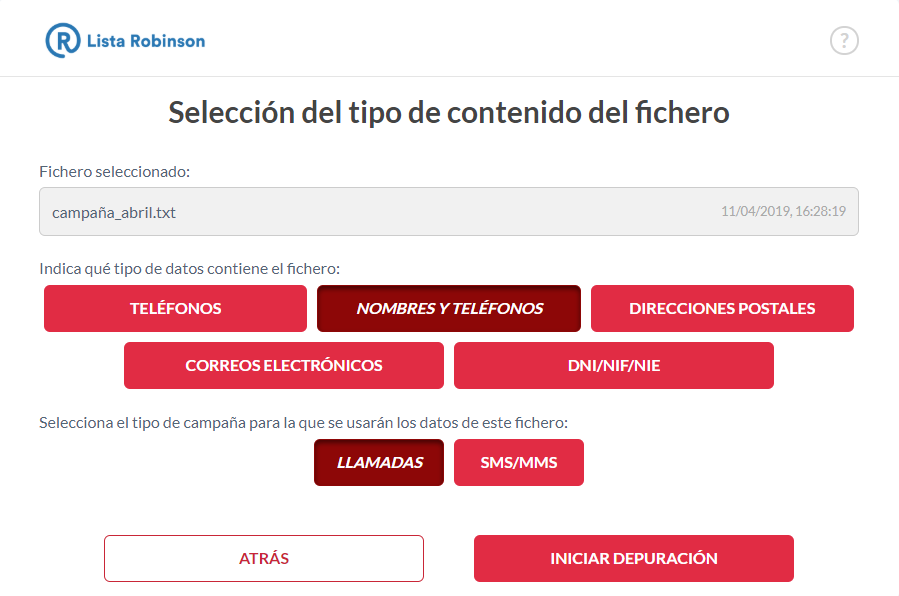 R Lista Robinson
?
Selección del tipo de contenido del fichero
Fichero seleccionado:
campaña_abril.txt 11/04/2019, 16:28:19
Indica qué tipo de datos contiene el fichero:
TELÉFONOS NOMBRES Y TELÉFONOS DIRECCIONES POSTALES
CORREOS ELECTRÓNICOS DNI/NIF/NIE
Selecciona el tipo de campaña para la que se usarán los datos de este fichero:
LLAMADAS SMS/MMS
ATRÁS INICIAR DEPURACIÓN